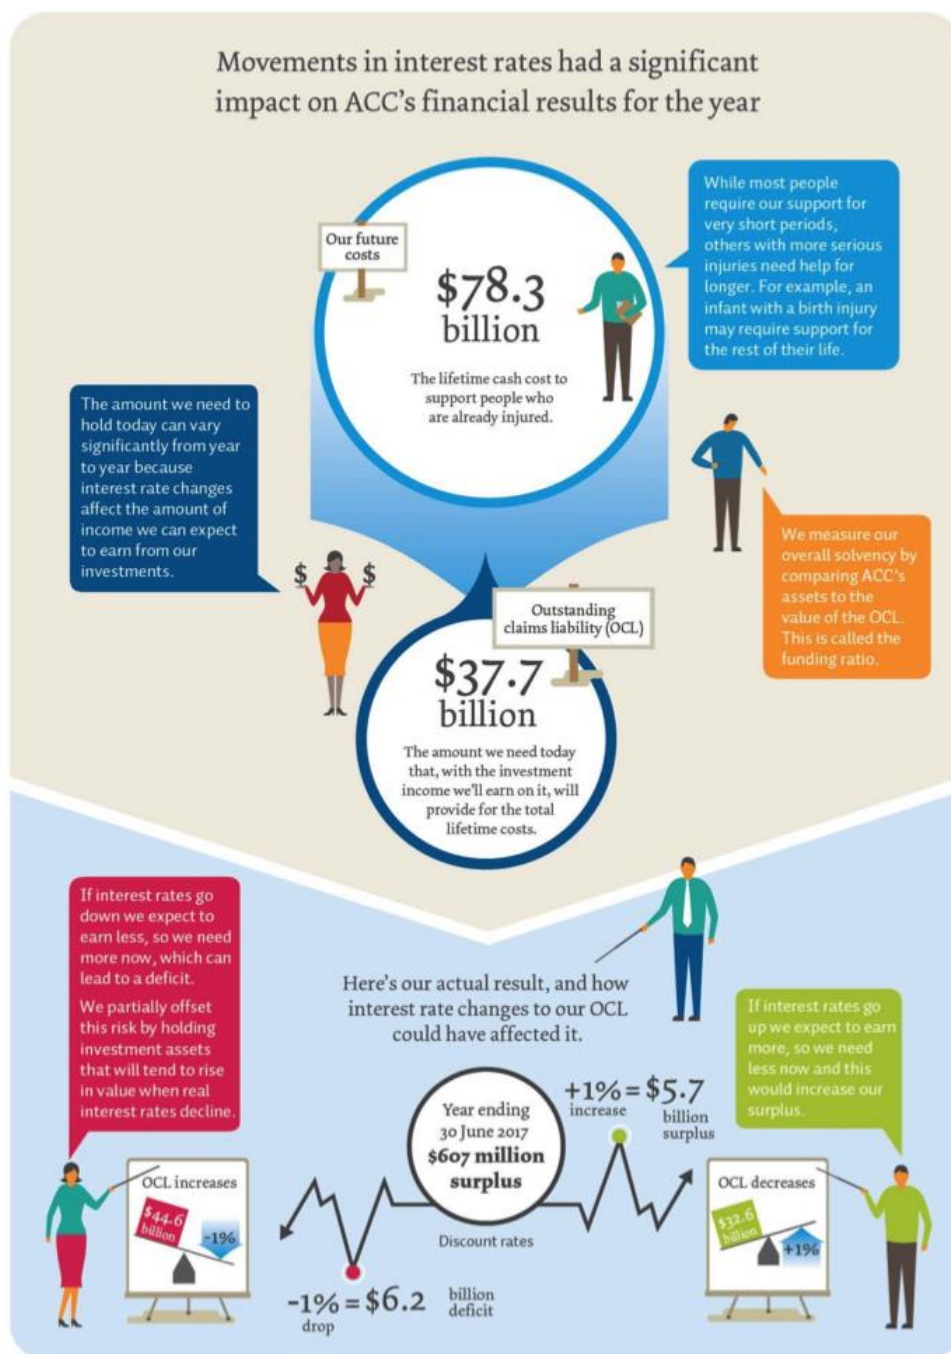 Movements in interest rates had a significant
impact on ACC's financial results for the year
Our future
costs
$78.3
billion
The lifetime cash cost to
support people who
are already injured.
While most people
require our support for
very short periods,
others with more serious
injuries need help for
longer. For example, an
infant with a birth injury
may require support for
the rest of their life.
The amount we need to
hold today can vary
significantly from year
to year because
interest rate changes
affect the amount of
income we can expect
to earn from our
investments.
$ $
We measure our
overall solvency by
comparing ACC's
assets to the
value of the OCL.
This is called the
funding ratio.
Outstanding
claims liability (OCL)
$37.7
billion
The amount we need today
that, with the investment
income we'll earn on it, will
provide for the total
lifetime costs.
If interest rates go
down we expect to
earn less, so we need
more now, which can
lead to a deficit.
We partially offset
this risk by holding
investment assets
that will tend to rise
in value when real
interest rates decline.
Here's our actual result, and how
interest rate changes to our OCL
could have affected it.
If interest rates go
up we expect to earn
more, so we need
less now and this
would increase our
surplus.
OCL increases
$44.6
billion
-1%
Year ending
30 June 2017
$607 million
surplus
Discount rates
+1% = $5.7
increase
billion
surplus
-1% = $6.2
drop
billion
deficit
OCL decreases
$32.6
billion
+1%